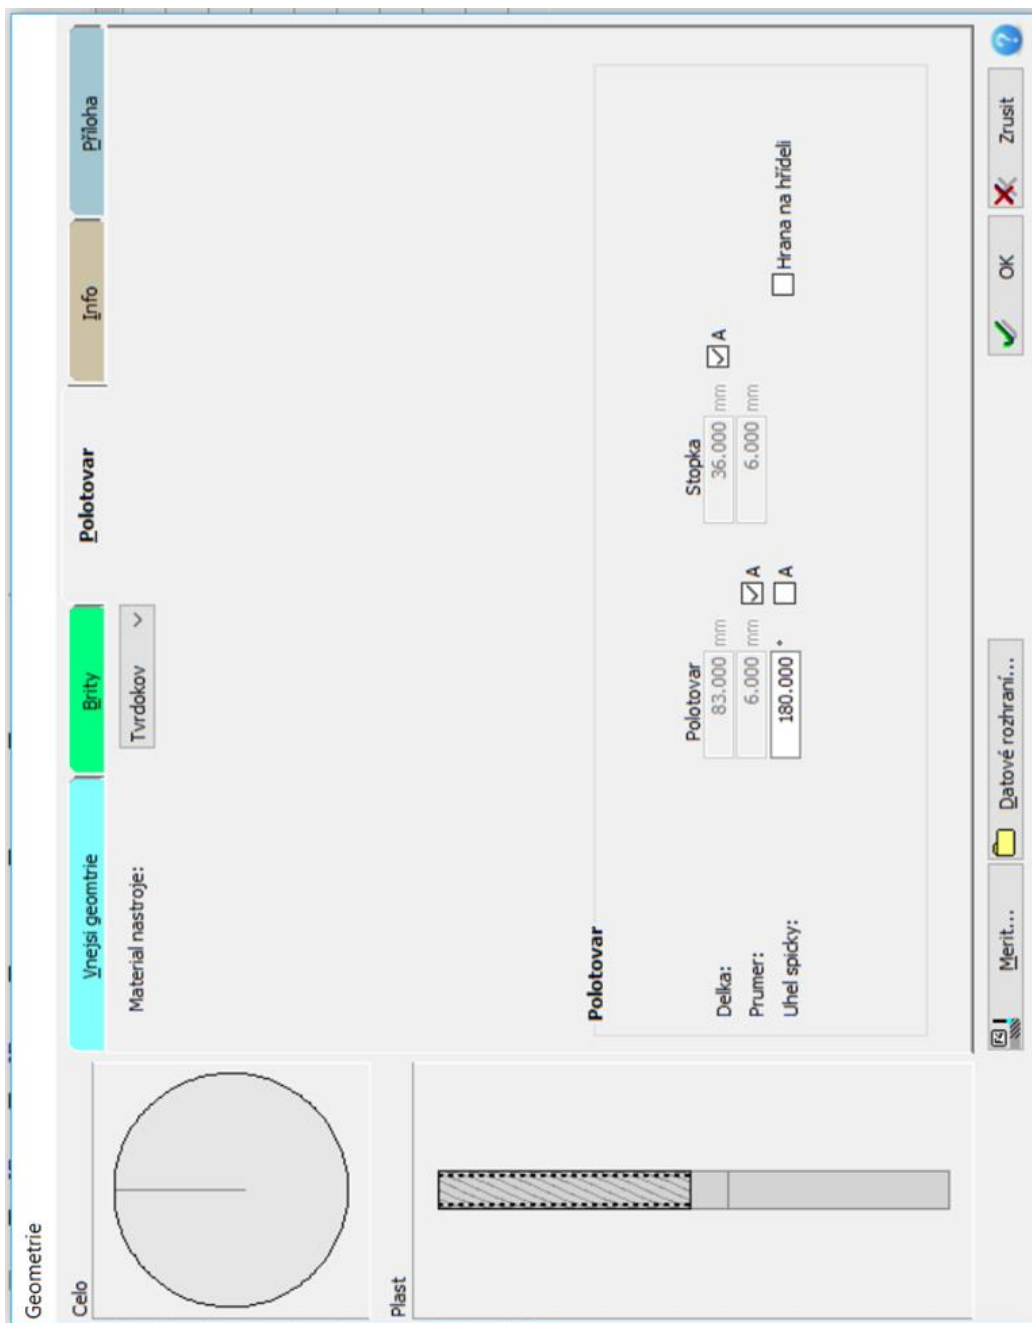 Geometrie
Celo
Plast
Vnejsi geomtrie
Brity
Polotovar
Info
Příloha
Material nastroje:
Tvrdokov
Polotovar
Polotovar
Stopka
Delka:
83.000 mm
36.000 mm
A
Prumer:
6.000 mm
A
6.000 mm
Uhel spicky:
180.000 °
A
Hrana na hřídeli
F4
Merit...
Datové rozhraní...
OK
Zrusit
?